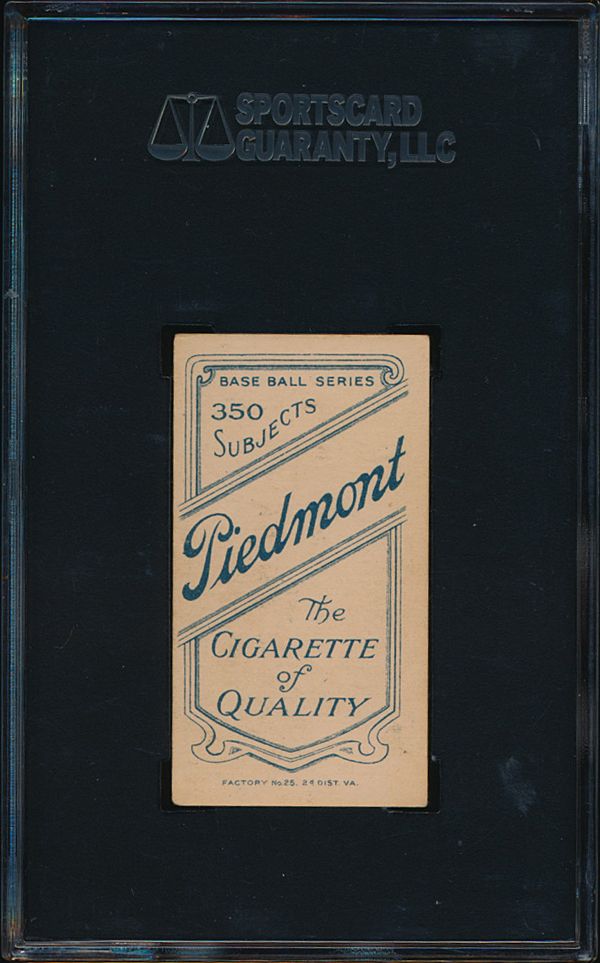 SPORTSCARD
GUARANTY, LLC
BASE BALL SERIES
350
SUBJECTS
Piedmont
The
CIGARETTE
of
QUALITY
FACTORY No. 25. 2d DIST. VA.